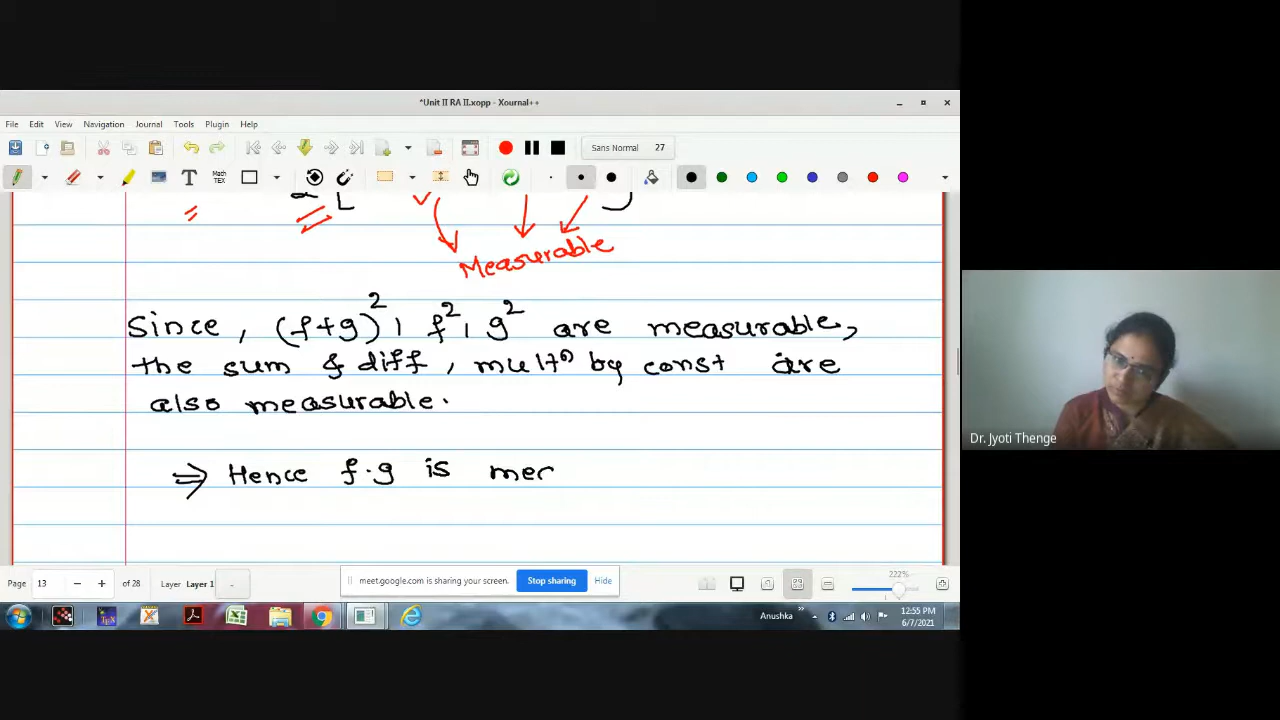 *Unit II RA II.xopp - Xournal++
File Edit View Navigation Journal Tools Plugin Help
Sans Normal 27
Measurable
Since, (f+g)², f², g² are measurable,
the sum & diff, multⁿ by const are
also measurable.
⇒ Hence f.g is mer
Dr. Jyoti Thenge
Page 13 of 28 Layer Layer 1
meet.google.com is sharing your screen. Stop sharing Hide
222%
Anushka
12:55 PM
6/7/2021